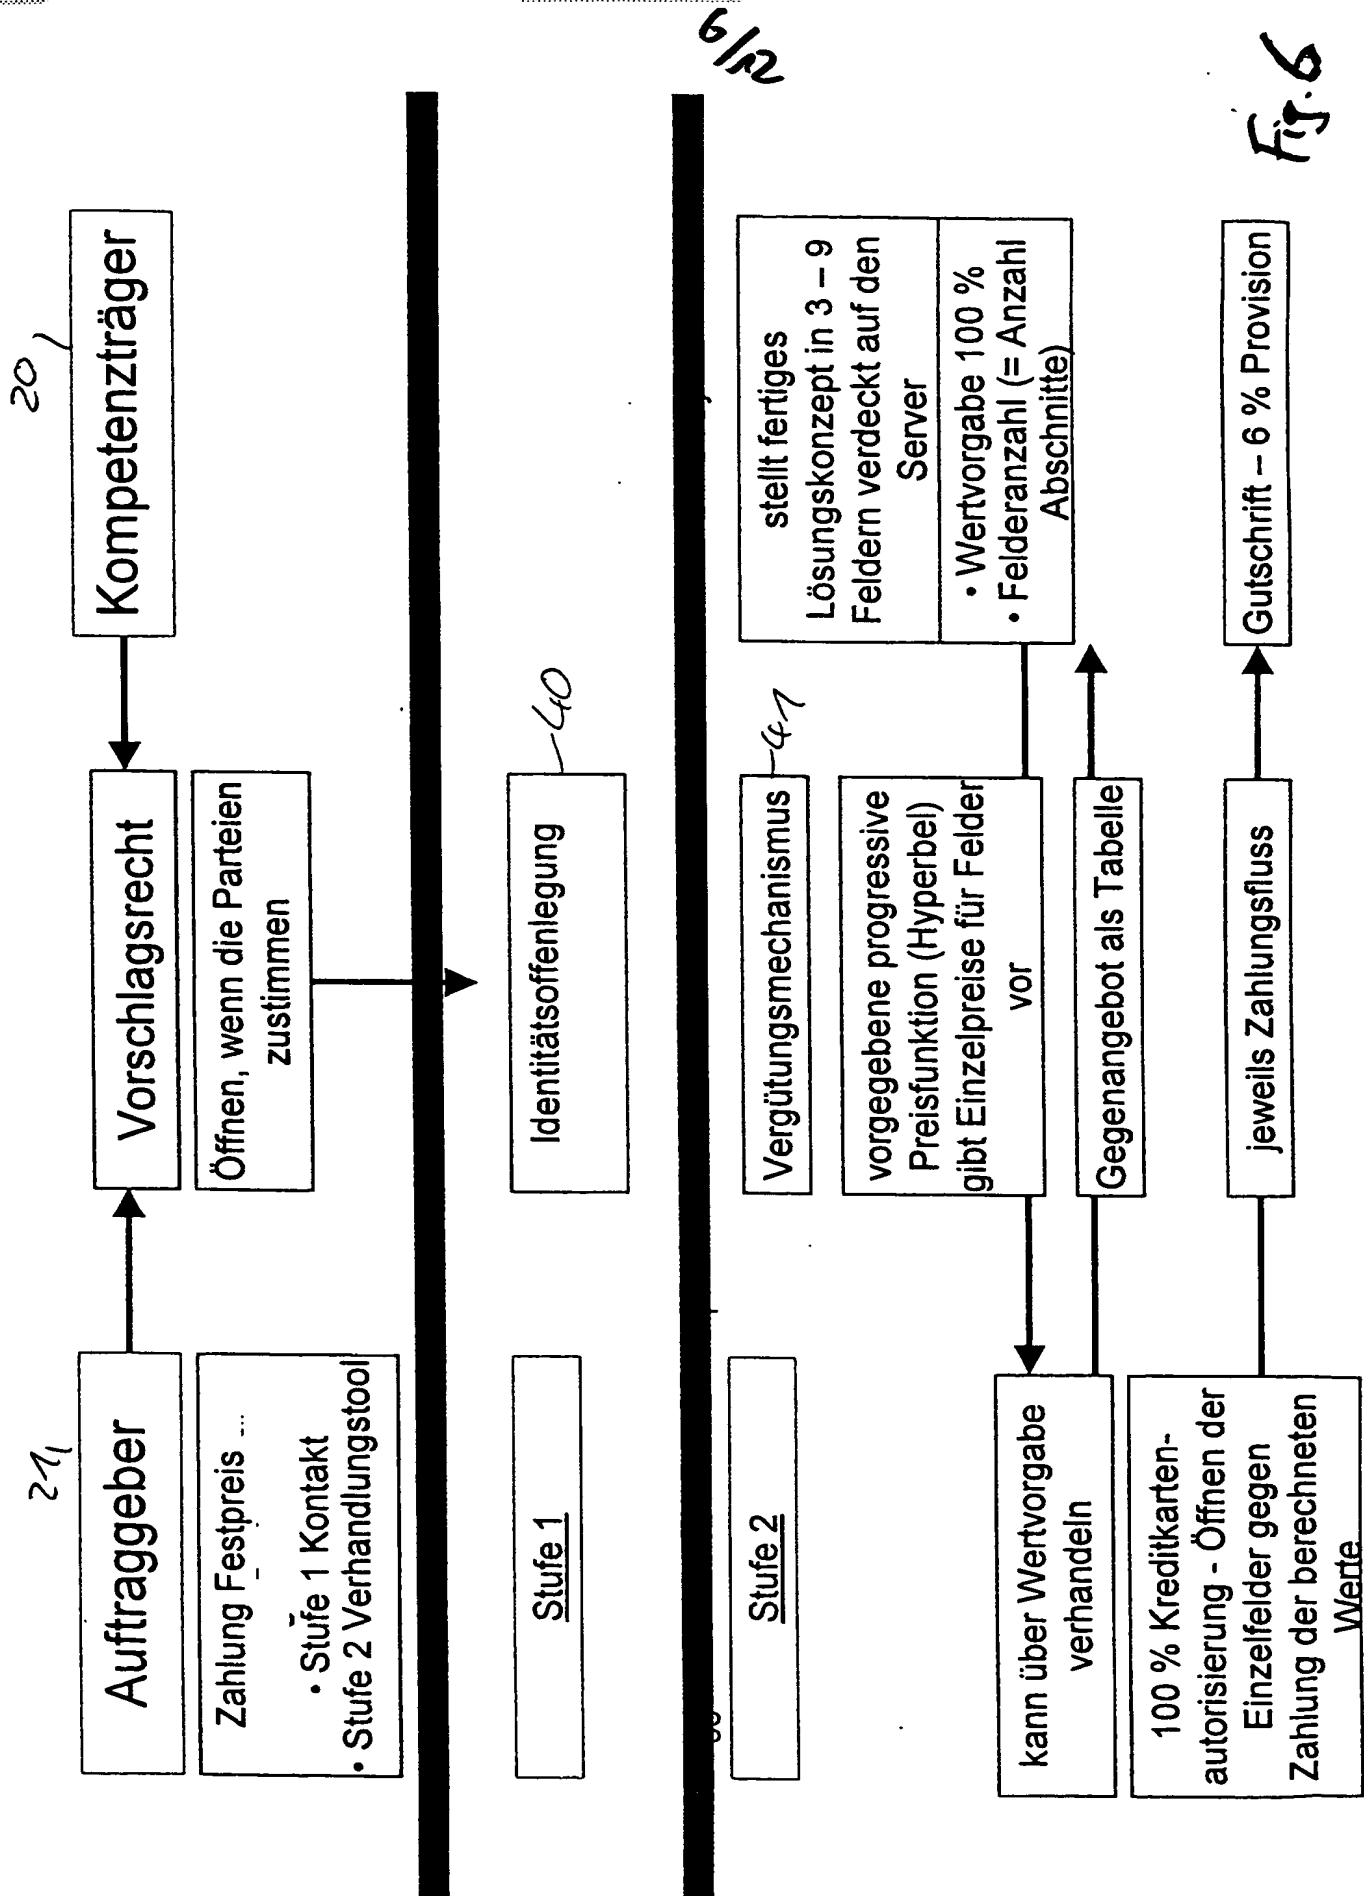 6/12
21
20
Auftraggeber
Vorschlagsrecht
Kompetenzträger
Zahlung Festpreis ...
• Stufe 1 Kontakt
• Stufe 2 Verhandlungstool
Öffnen, wenn die Parteien
zustimmen
Stufe 1
Identitätsoffenlegung
40
Stufe 2
Vergütungsmechanismus
41
stellt fertiges
Lösungskonzept in 3 – 9
Feldern verdeckt auf den
Server
• Wertvorgabe 100 %
• Felderanzahl (= Anzahl
Abschnitte)
vorgegebene progressive
Preisfunktion (Hyperbel)
gibt Einzelpreise für Felder
vor
kann über Wertvorgabe
verhandeln
Gegenangebot als Tabelle
100 % Kreditkarten-
autorisierung - Öffnen der
Einzelfelder gegen
Zahlung der berechneten
Werte
jeweils Zahlungsfluss
Gutschrift – 6 % Provision
Fig. 6